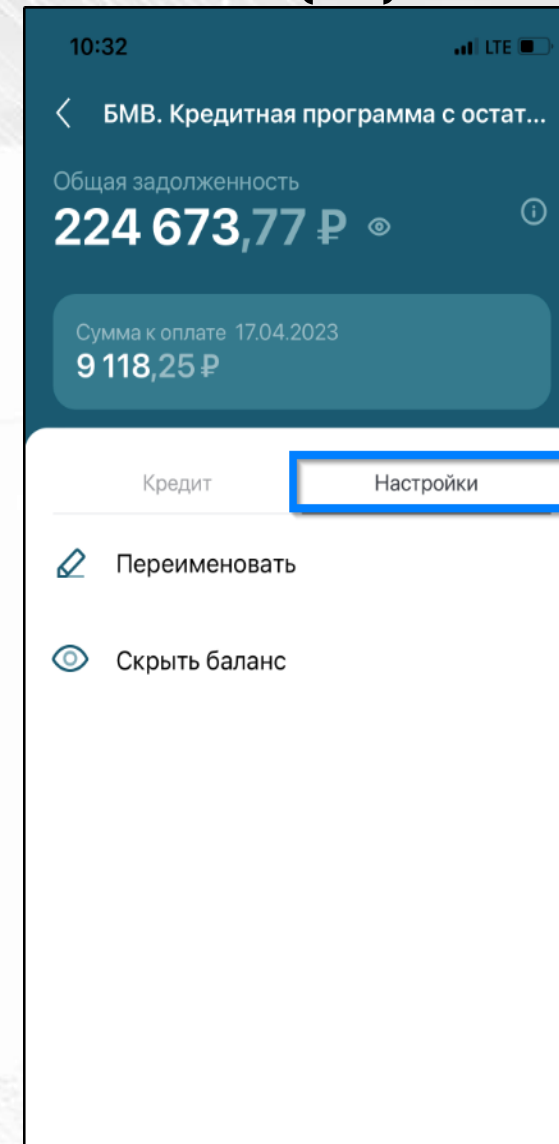 10:32
LTE
БМВ. Кредитная программа с остат...
Общая задолженность
224 673,77 ₽
Сумма к оплате 17.04.2023
9 118,25 ₽
Кредит
Настройки
Переименовать
Скрыть баланс